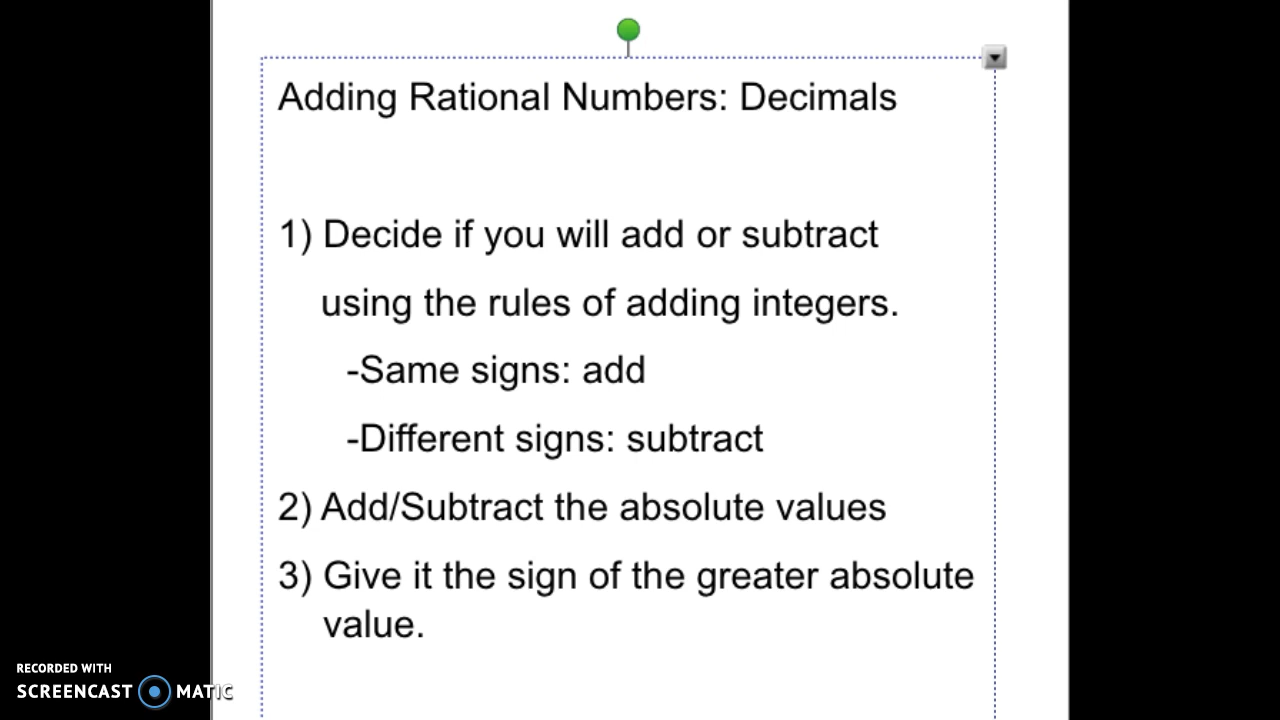 Adding Rational Numbers: Decimals
1) Decide if you will add or subtract
using the rules of adding integers.
-Same signs: add
-Different signs: subtract
2) Add/Subtract the absolute values
3) Give it the sign of the greater absolute
value.
RECORDED WITH
SCREENCAST MATIC